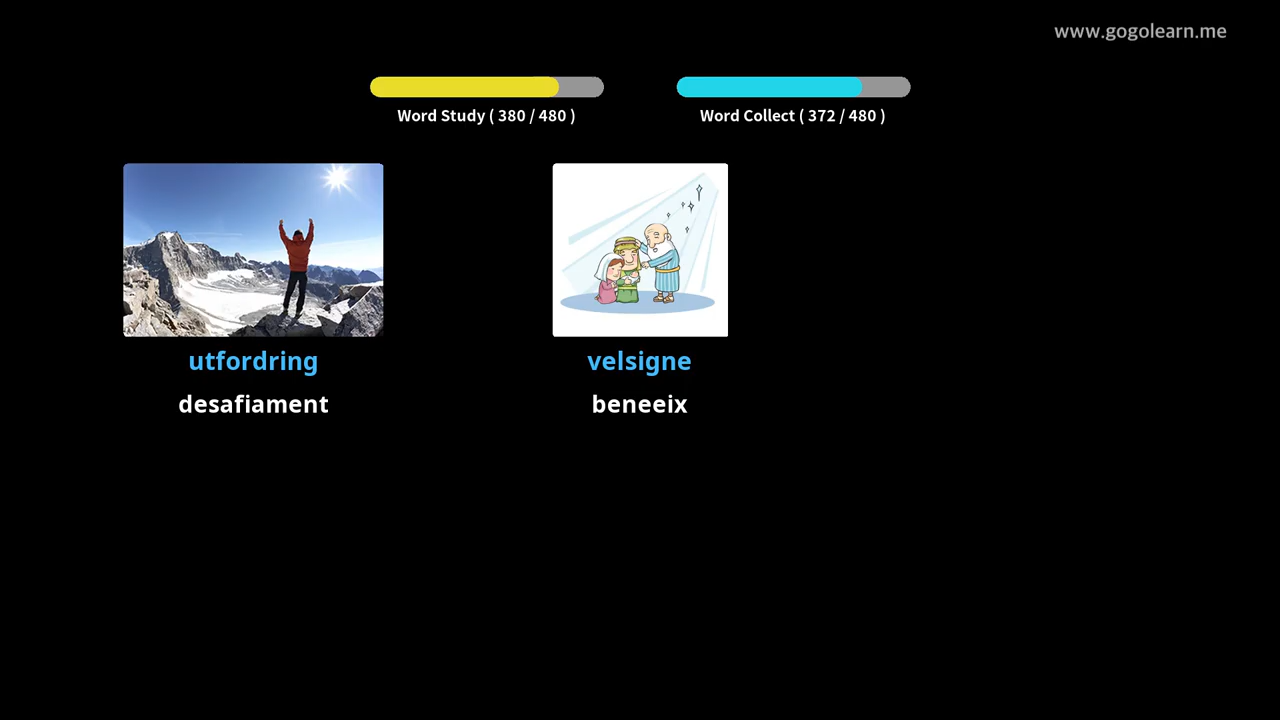 www.gogolearn.me
Word Study ( 380 / 480 )
Word Collect ( 372 / 480 )
utfordring
velsigne
desafiament
beneeix